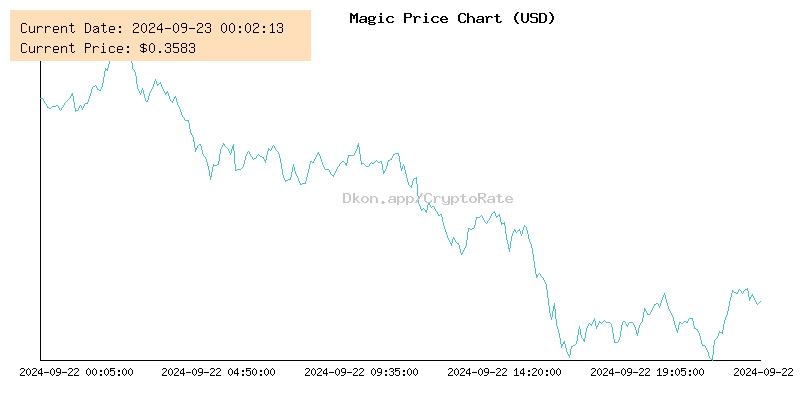 Magic Price Chart (USD)
Current Date: 2024-09-23 00:02:13
Current Price: $0.3583
Dkon.app/CryptoRate
2024-09-22 00:05:00 2024-09-22 04:50:00 2024-09-22 09:35:00 2024-09-22 14:20:00 2024-09-22 19:05:00 2024-09-22